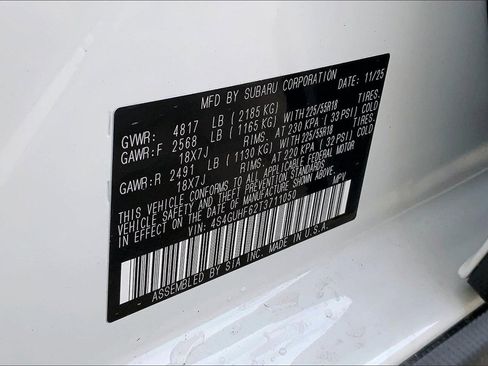 MFD BY SUBARU CORPORATION DATE: 11/25
GVWR: 4817 LB (2185 KG)
GAWR:F 2568 LB (1165 KG) WITH 225/55R18 TIRES,
18X7J RIMS, AT 230 KPA (33 PSI) COLD
GAWR:R 2491 LB (1130 KG) WITH 225/55R18 TIRES,
18X7J RIMS, AT 220 KPA (32 PSI) COLD
THIS VEHICLE CONFORMS TO ALL APPLICABLE FEDERAL MOTOR
VEHICLE SAFETY AND THEFT PREVENTION STANDARDS
IN EFFECT ON THE DATE OF MANUFACTURE SHOWN ABOVE.
VIN: 4S4GUHF62T3711050 MPV
ASSEMBLED BY SIA INC. MADE IN U.S.A.